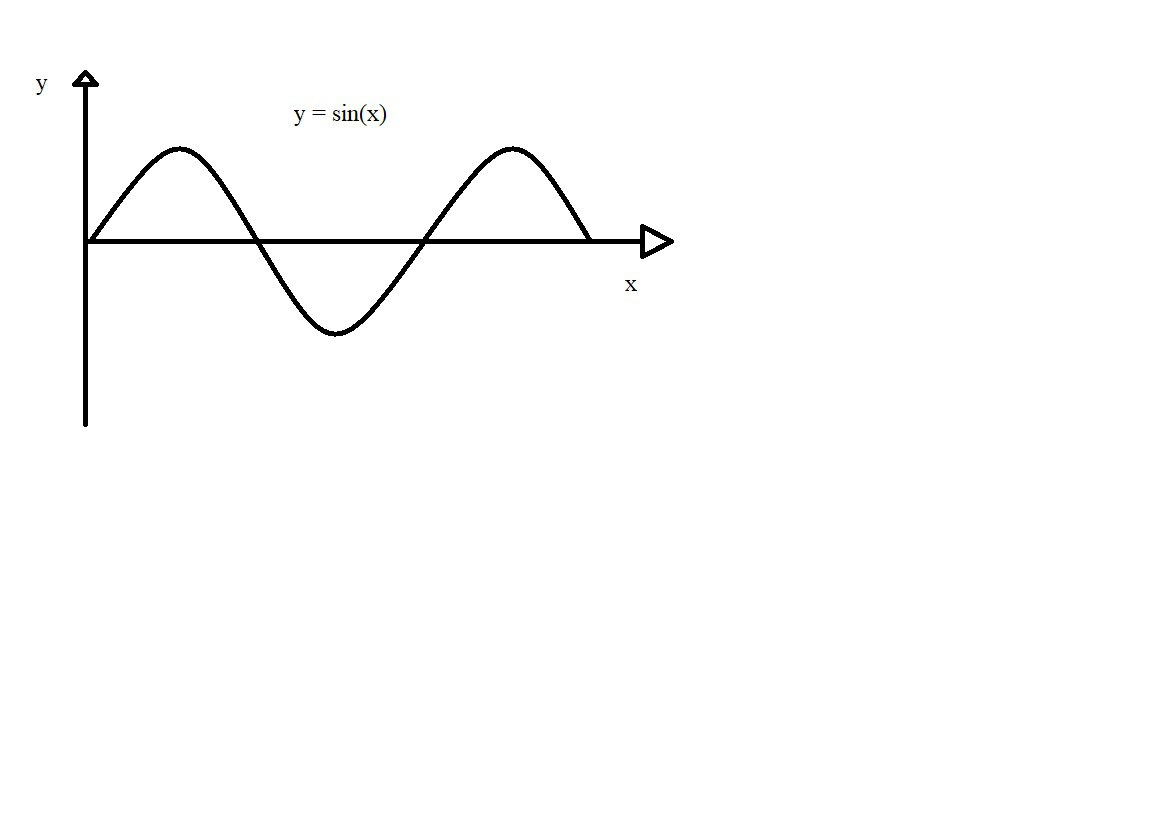 y
y = sin(x)
x